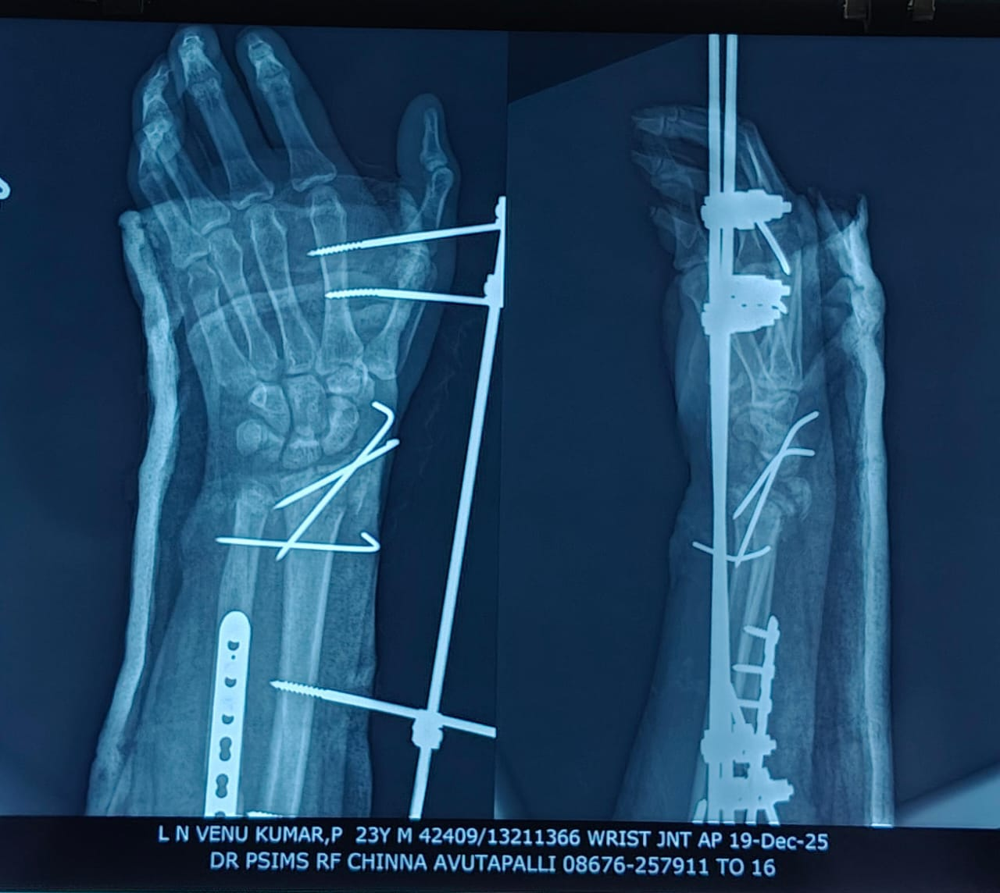 L N VENU KUMAR,P 23Y M 42409/13211366 WRIST JNT AP 19-Dec-25
DR PSIMS RF CHINNA AVUTAPALLI 08676-257911 TO 16